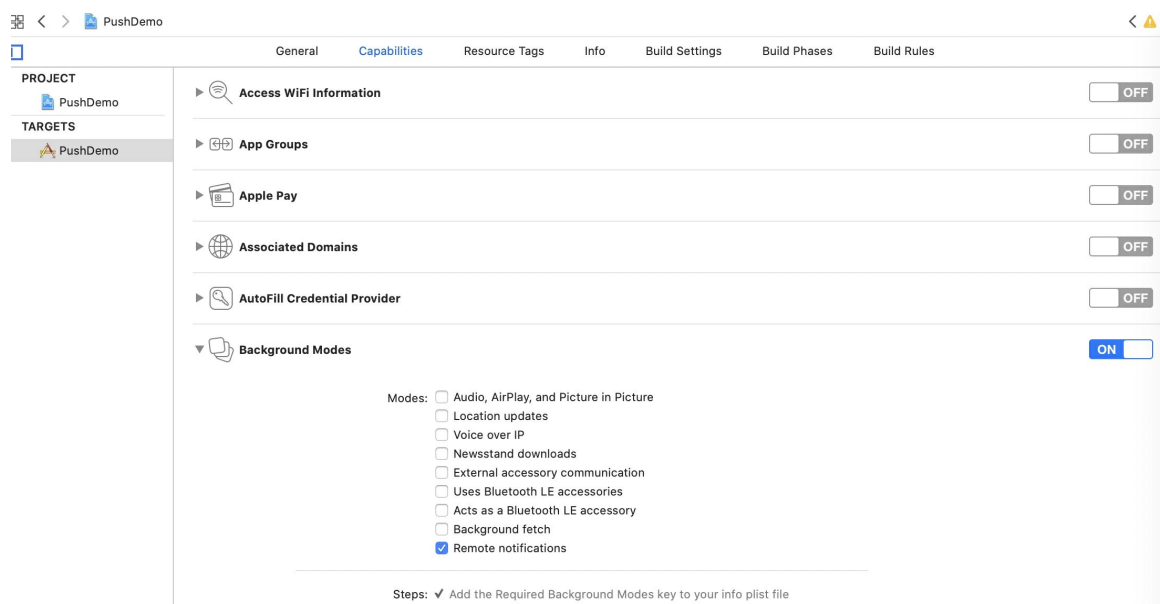 PushDemo
General Capabilities Resource Tags Info Build Settings Build Phases Build Rules
PROJECT
PushDemo
TARGETS
PushDemo
Access WiFi Information OFF
App Groups OFF
Apple Pay OFF
Associated Domains OFF
AutoFill Credential Provider OFF
Background Modes ON
Modes: Audio, AirPlay, and Picture in Picture
Location updates
Voice over IP
Newsstand downloads
External accessory communication
Uses Bluetooth LE accessories
Acts as a Bluetooth LE accessory
Background fetch
Remote notifications
Steps: ✓ Add the Required Background Modes key to your info plist file